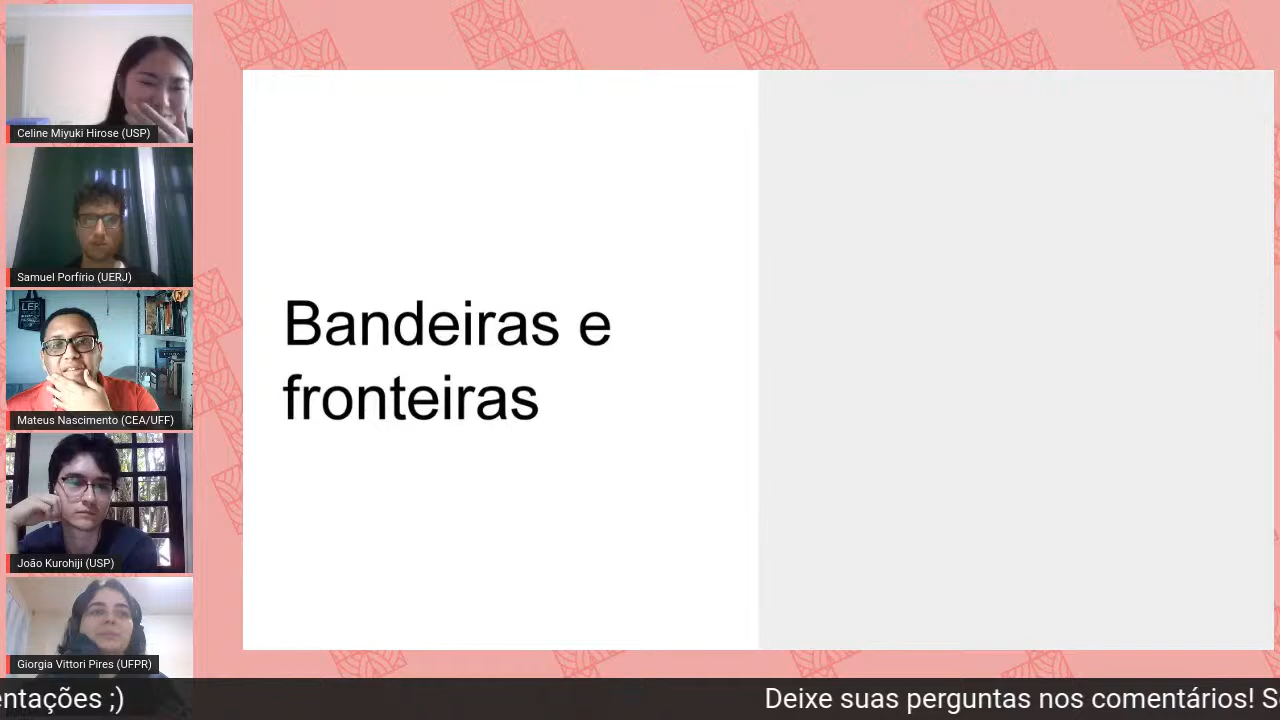 Celine Miyuki Hirose (USP)
Samuel Porfírio (UERJ)
LER
Mateus Nascimento (CEA/UFF)
João Kurohiji (USP)
Giorgia Vittori Pires (UFPR)
Bandeiras e
fronteiras
entações ;)
Deixe suas perguntas nos comentários! S